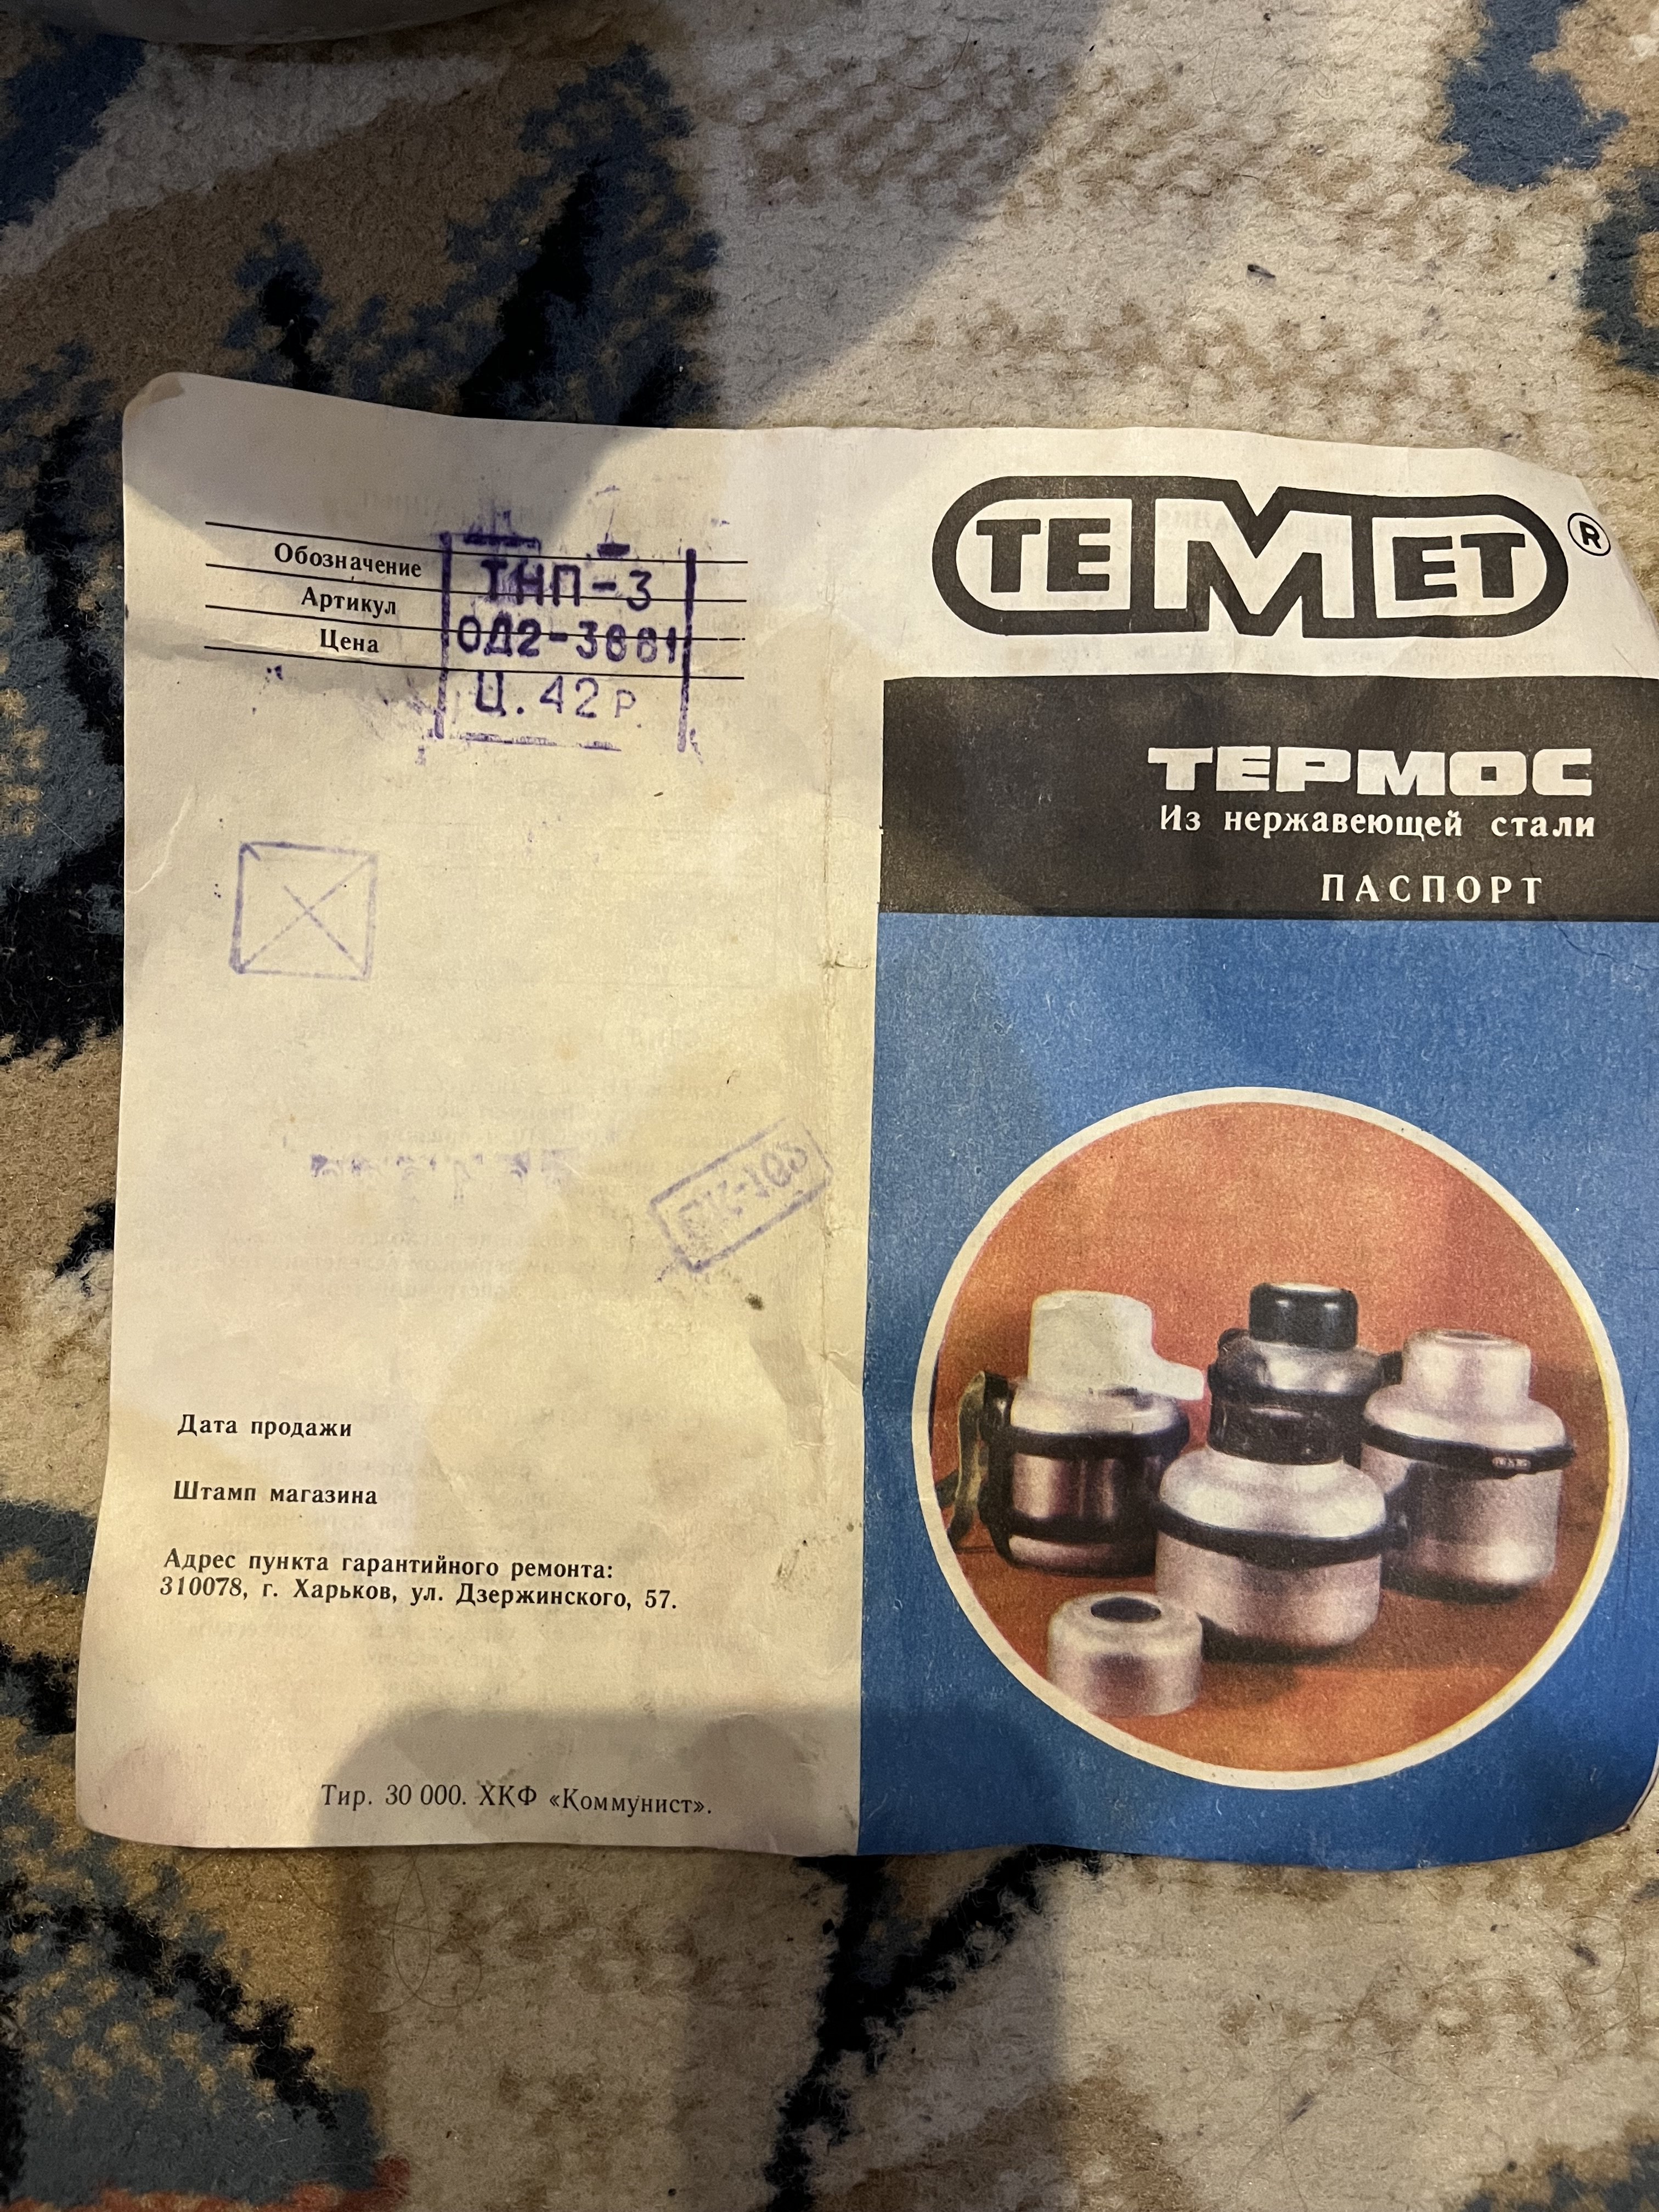 Обозначение
ТНП-3
Артикул
ОД2-3661
Цена
Ц. 42 р
Дата продажи
Штамп магазина
Адрес пункта гарантийного ремонта:
310078, г. Харьков, ул. Дзержинского, 57.
Тир. 30 000. ХКФ «Коммунист».
ТЕМЕТ ®
ТЕРМОС
Из нержавеющей стали
ПАСПОРТ